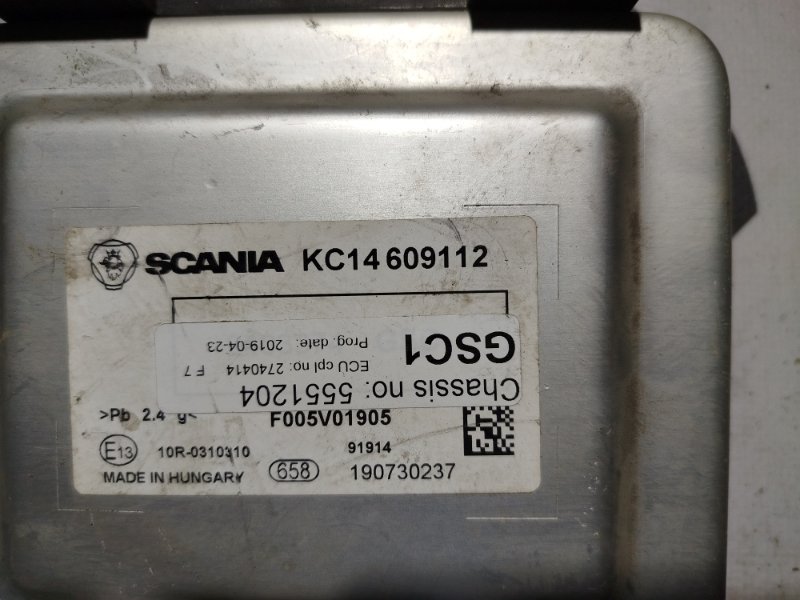 SCANIA KC14 609112
GSC1
Prog. date: 2019-04-23
ECU cpl no: 2740414 F7
Chassis no: 5551204
>Pb 2.4 g<
F005V01905
E13 10R-0310310
91914
MADE IN HUNGARY
658
190730237